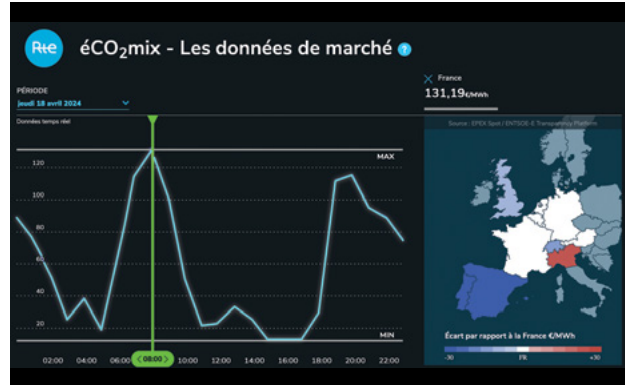 Rte
éCO2mix - Les données de marché ?
France
131,19€/MWh
PÉRIODE
jeudi 18 avril 2024
Données temps réel
Source : EPEX Spot / ENTSOE-E Transparency Platform
MAX
120
100
80
60
40
20
MIN
02:00 04:00 06:00 < 08:00 > 10:00 12:00 14:00 16:00 18:00 20:00 22:00
Écart par rapport à la France €/MWh
-30 FR +30